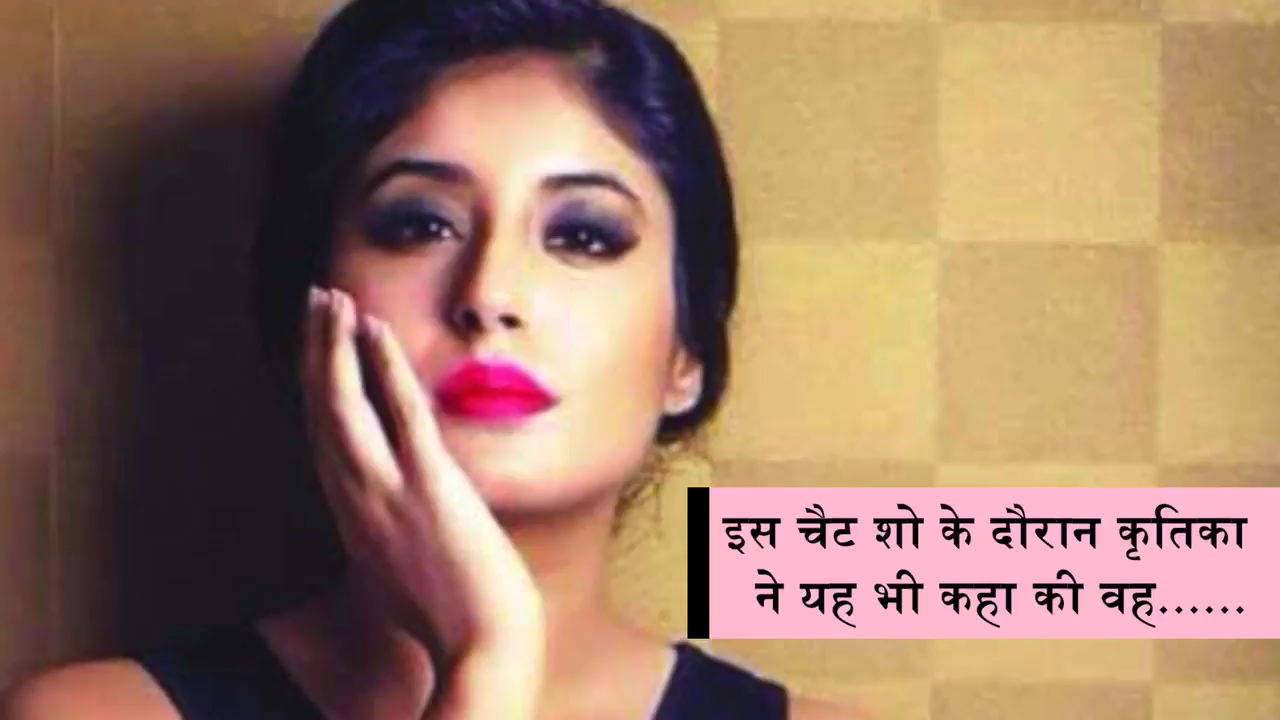 इस चैट शो के दौरान कृतिका
ने यह भी कहा की वह......